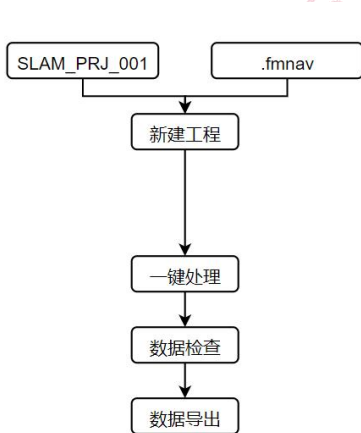 SLAM_PRJ_001
.fmnav
新建工程
一键处理
数据检查
数据导出